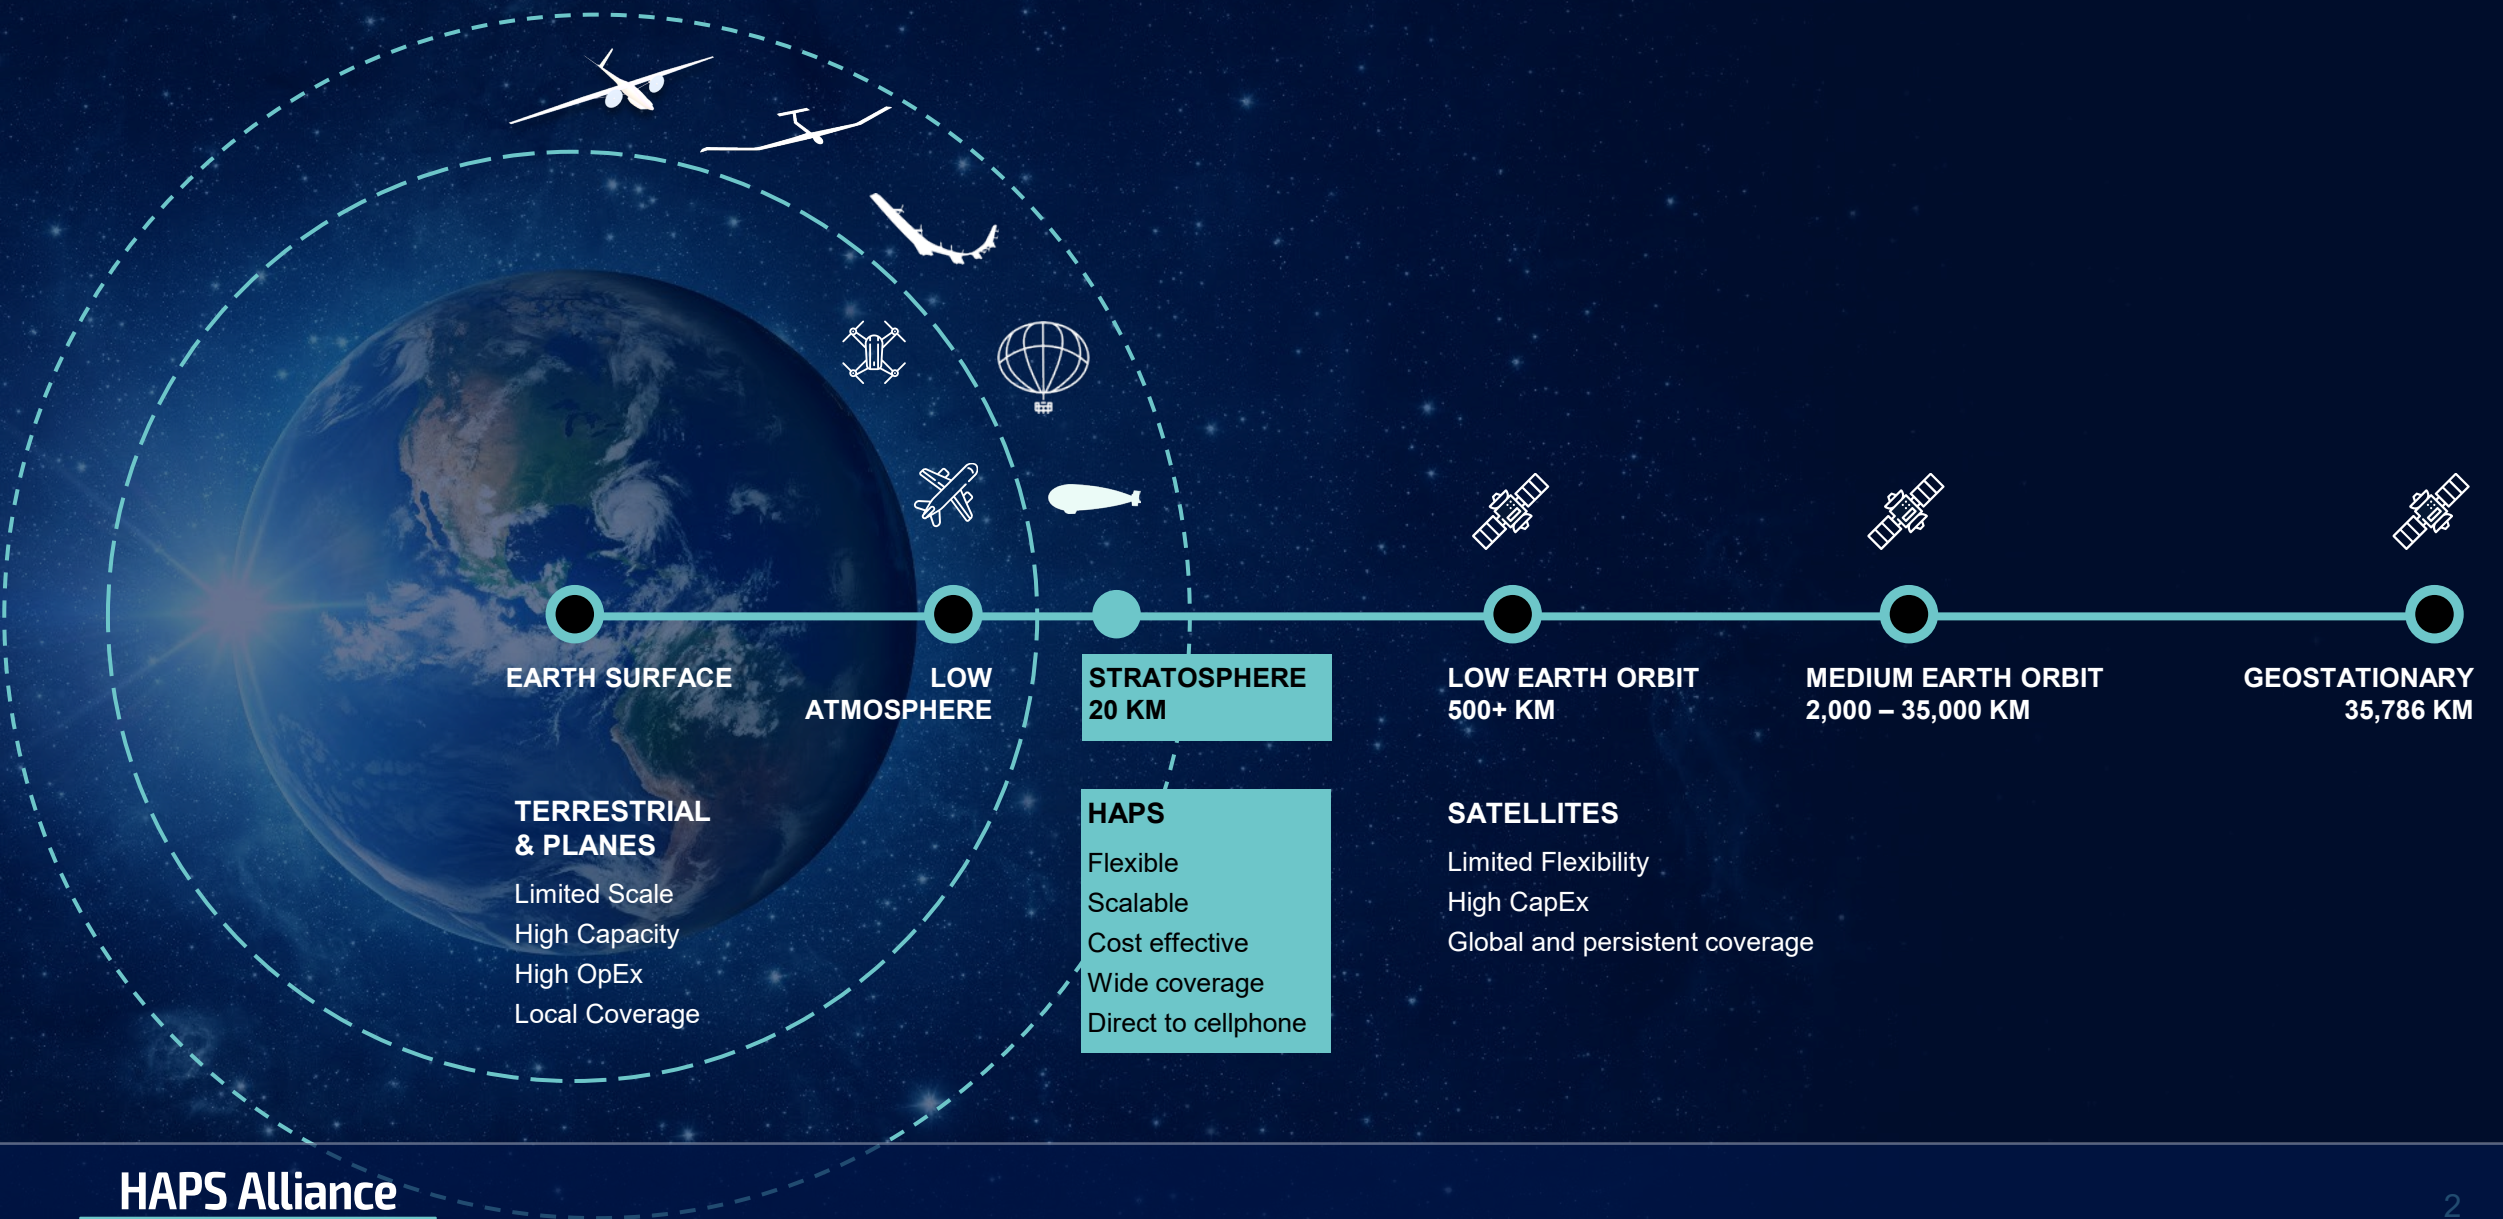 EARTH SURFACE
LOW
ATMOSPHERE
STRATOSPHERE
20 KM
LOW EARTH ORBIT
500+ KM
MEDIUM EARTH ORBIT
2,000 – 35,000 KM
GEOSTATIONARY
35,786 KM
TERRESTRIAL
& PLANES
Limited Scale
High Capacity
High OpEx
Local Coverage
HAPS
Flexible
Scalable
Cost effective
Wide coverage
Direct to cellphone
SATELLITES
Limited Flexibility
High CapEx
Global and persistent coverage
HAPS Alliance
2